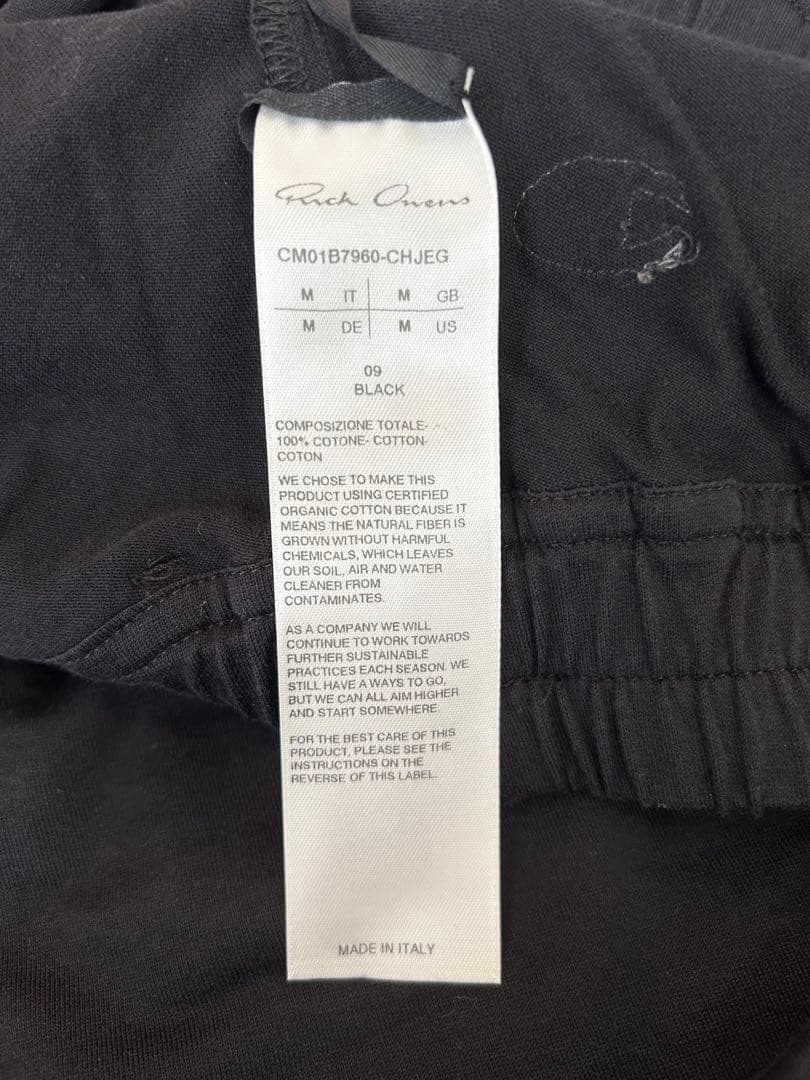 Rick Owens
CM01B7960-CHJEG
M IT M GB
M DE M US
09
BLACK
COMPOSIZIONE TOTALE- -
100% COTONE- COTTON-
COTON
WE CHOSE TO MAKE THIS
PRODUCT USING CERTIFIED
ORGANIC COTTON BECAUSE IT
MEANS THE NATURAL FIBER IS
GROWN WITHOUT HARMFUL
CHEMICALS, WHICH LEAVES
OUR SOIL, AIR AND WATER
CLEANER FROM
CONTAMINATES.
AS A COMPANY WE WILL
CONTINUE TO WORK TOWARDS
FURTHER SUSTAINABLE
PRACTICES EACH SEASON. WE
STILL HAVE A WAYS TO GO,
BUT WE CAN ALL AIM HIGHER
AND START SOMEWHERE.
FOR THE BEST CARE OF THIS
PRODUCT, PLEASE SEE THE
INSTRUCTIONS ON THE
REVERSE OF THIS LABEL.
MADE IN ITALY